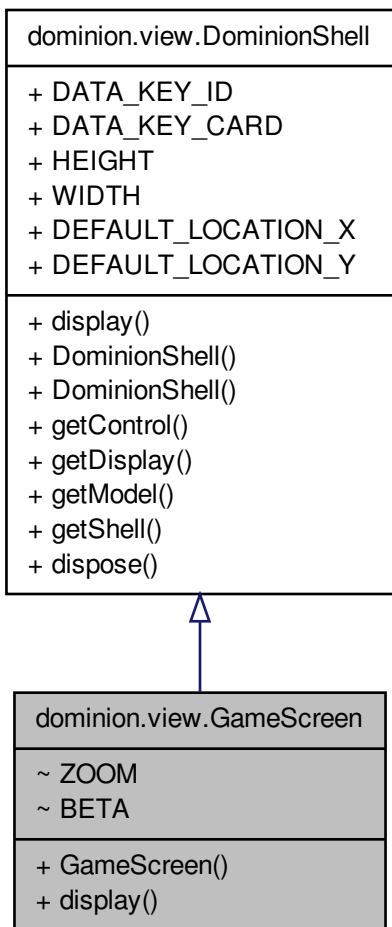 dominion.view.DominionShell
+ DATA_KEY_ID
+ DATA_KEY_CARD
+ HEIGHT
+ WIDTH
+ DEFAULT_LOCATION_X
+ DEFAULT_LOCATION_Y
+ display()
+ DominionShell()
+ DominionShell()
+ getControl()
+ getDisplay()
+ getModel()
+ getShell()
+ dispose()
dominion.view.GameScreen
~ ZOOM
~ BETA
+ GameScreen()
+ display()